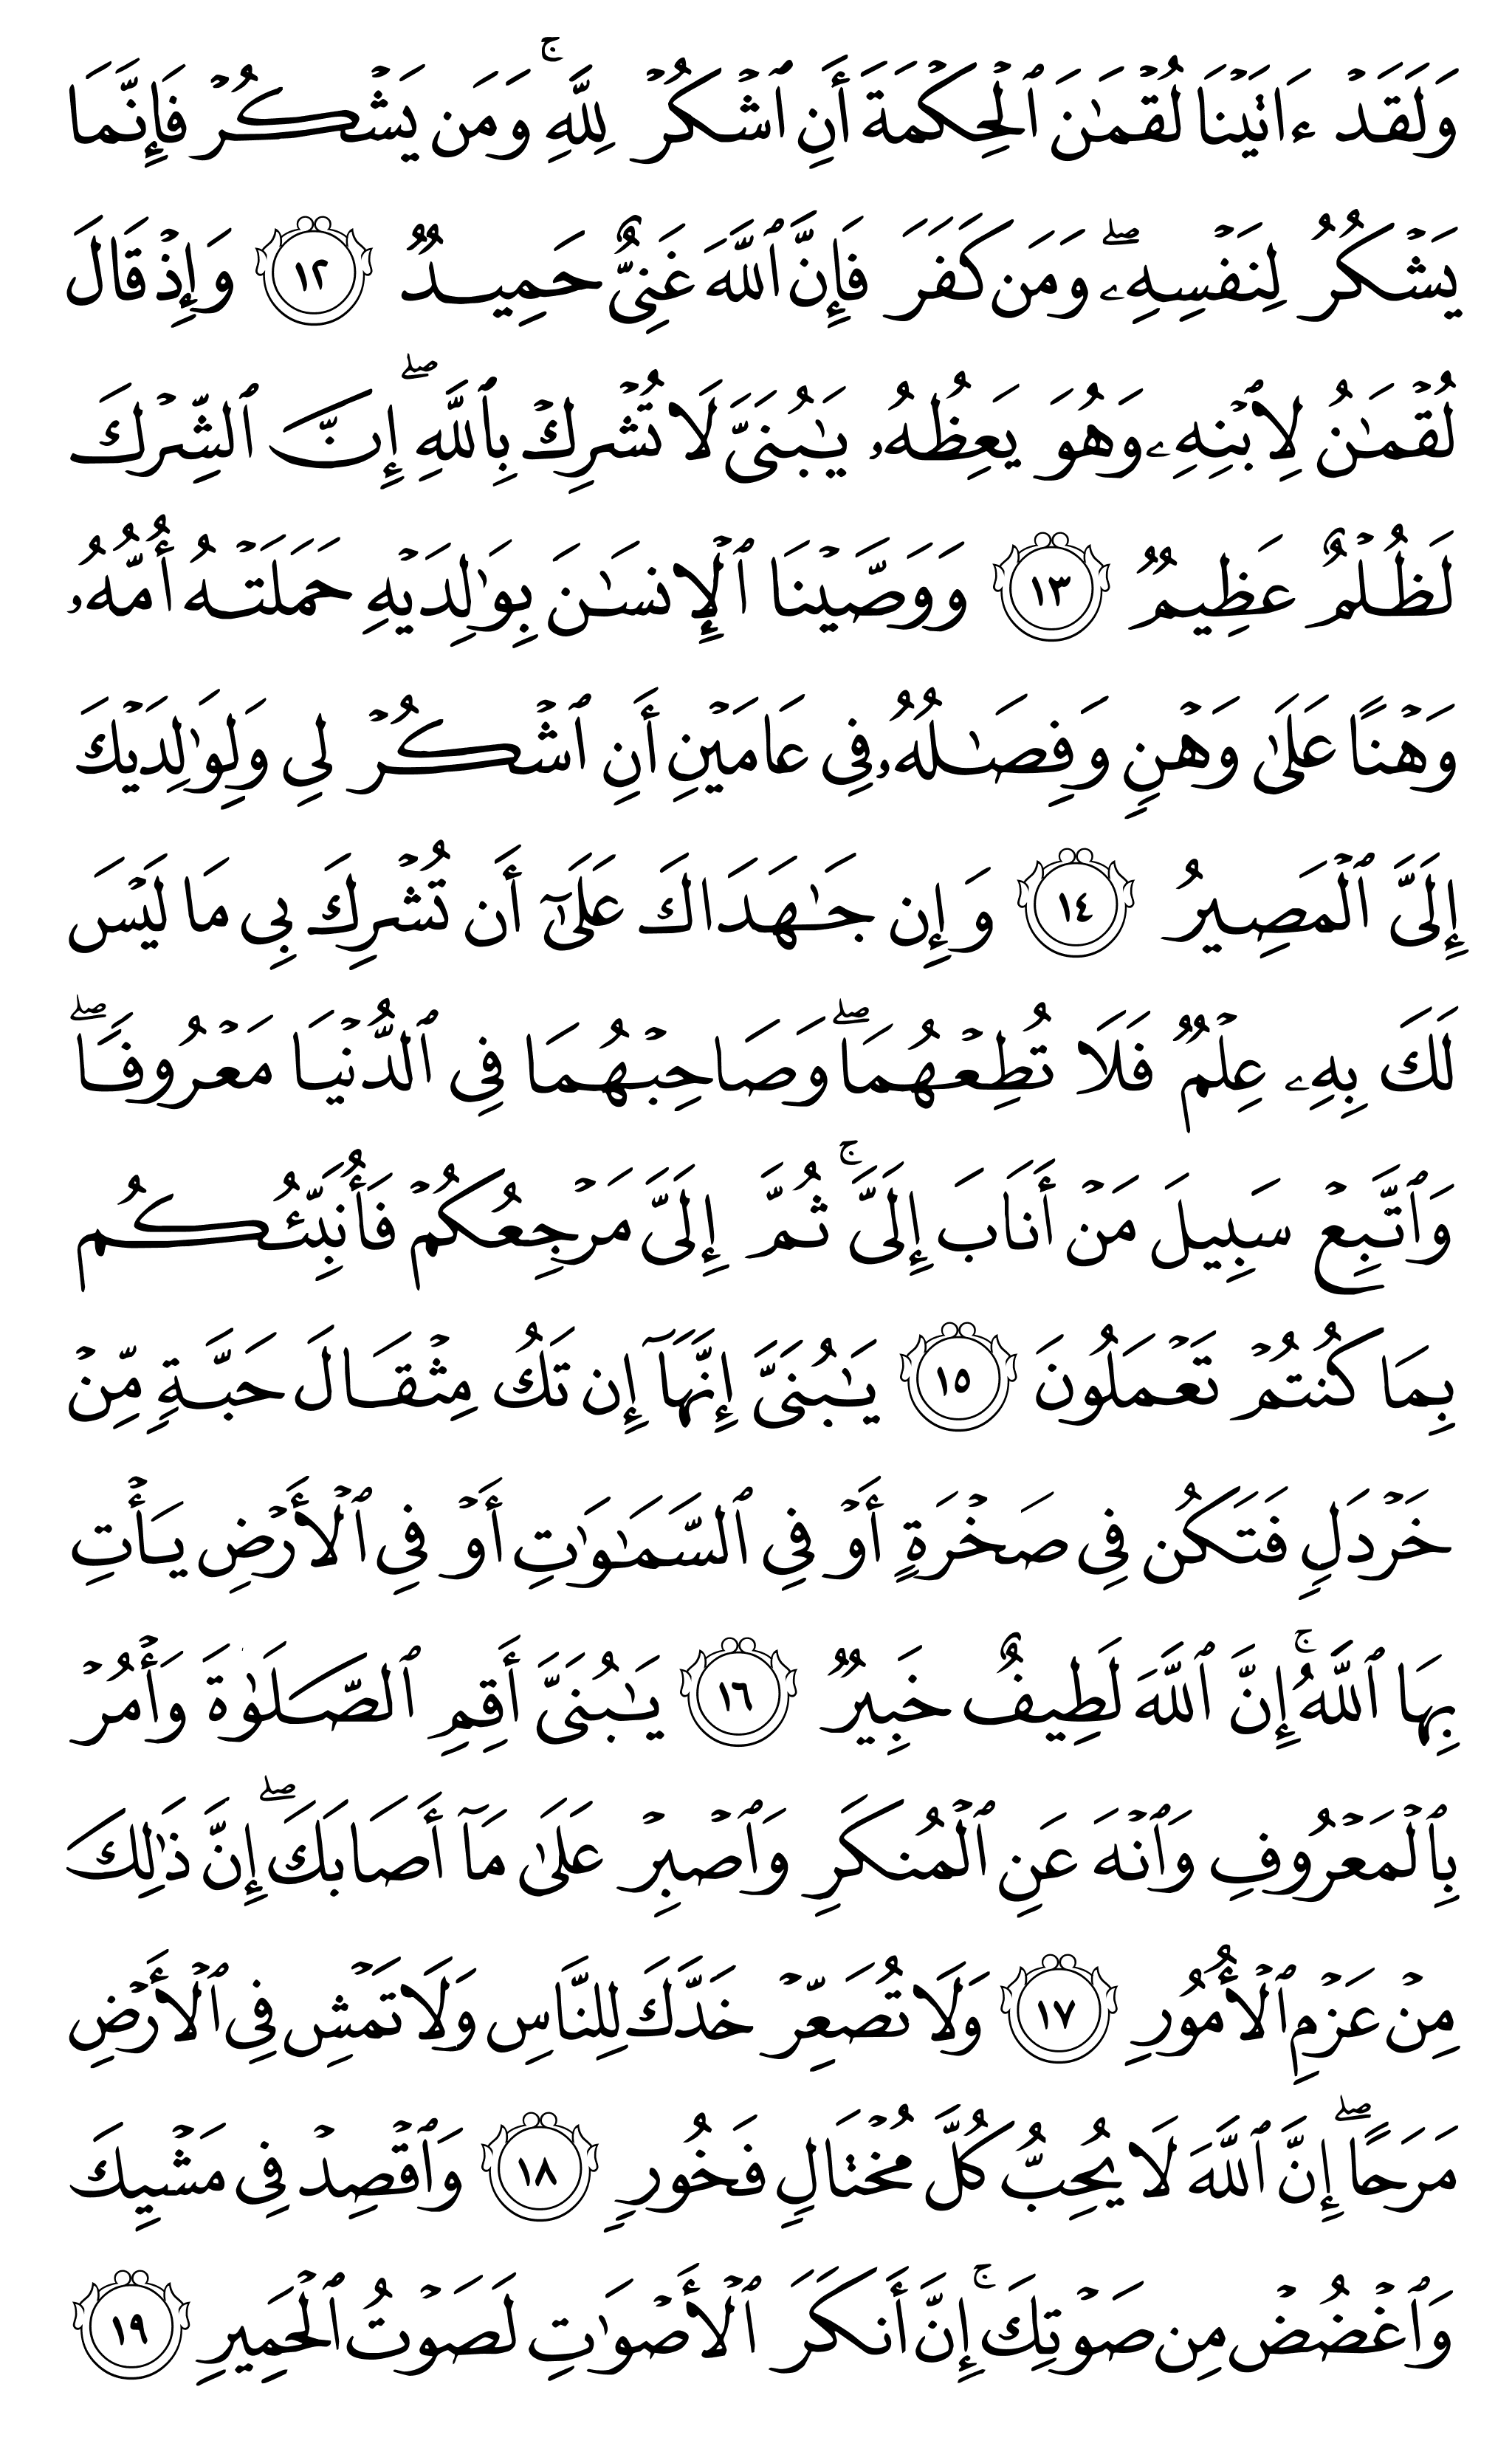 وَلَقَدۡ ءَاتَيۡنَا لُقۡمَٰنَ ٱلۡحِكۡمَةَ أَنِ ٱشۡكُرۡ لِلَّهِۚ وَمَن يَشۡكُرۡ فَإِنَّمَا
يَشۡكُرُ لِنَفۡسِهِۦۖ وَمَن كَفَرَ فَإِنَّ ٱللَّهَ غَنِيٌّ حَمِيدٞ ١٢ وَإِذۡ قَالَ
لُقۡمَٰنُ لِٱبۡنِهِۦ وَهُوَ يَعِظُهُۥ يَٰبُنَيَّ لَا تُشۡرِكۡ بِٱللَّهِۖ إِنَّ ٱلشِّرۡكَ
لَظُلۡمٌ عَظِيمٞ ١٣ وَوَصَّيۡنَا ٱلۡإِنسَٰنَ بِوَٰلِدَيۡهِ حَمَلَتۡهُ أُمُّهُۥ
وَهۡنًا عَلَىٰ وَهۡنٖ وَفِصَٰلُهُۥ فِي عَامَيۡنِ أَنِ ٱشۡكُرۡ لِي وَلِوَٰلِدَيۡكَ
إِلَيَّ ٱلۡمَصِيرُ ١٤ وَإِن جَٰهَدَاكَ عَلَىٰٓ أَن تُشۡرِكَ بِي مَا لَيۡسَ
لَكَ بِهِۦ عِلۡمٞ فَلَا تُطِعۡهُمَاۖ وَصَاحِبۡهُمَا فِي ٱلدُّنۡيَا مَعۡرُوفٗاۖ
وَٱتَّبِعۡ سَبِيلَ مَنۡ أَنَابَ إِلَيَّۚ ثُمَّ إِلَيَّ مَرۡجِعُكُمۡ فَأُنَبِّئُكُم
بِمَا كُنتُمۡ تَعۡمَلُونَ ١٥ يَٰبُنَيَّ إِنَّهَآ إِن تَكُ مِثۡقَالَ حَبَّةٖ مِّنۡ
خَرۡدَلٖ فَتَكُن فِي صَخۡرَةٍ أَوۡ فِي ٱلسَّمَٰوَٰتِ أَوۡ فِي ٱلۡأَرۡضِ يَأۡتِ
بِهَا ٱللَّهُۚ إِنَّ ٱللَّهَ لَطِيفٌ خَبِيرٞ ١٦ يَٰبُنَيَّ أَقِمِ ٱلصَّلَوٰةَ وَأۡمُرۡ
بِٱلۡمَعۡرُوفِ وَٱنۡهَ عَنِ ٱلۡمُنكَرِ وَٱصۡبِرۡ عَلَىٰ مَآ أَصَابَكَۖ إِنَّ ذَٰلِكَ
مِنۡ عَزۡمِ ٱلۡأُمُورِ ١٧ وَلَا تُصَعِّرۡ خَدَّكَ لِلنَّاسِ وَلَا تَمۡشِ فِي ٱلۡأَرۡضِ
مَرَحًاۖ إِنَّ ٱللَّهَ لَا يُحِبُّ كُلَّ مُخۡتَالٖ فَخُورٖ ١٨ وَٱقۡصِدۡ فِي مَشۡيِكَ
وَٱغۡضُضۡ مِن صَوۡتِكَۚ إِنَّ أَنكَرَ ٱلۡأَصۡوَٰتِ لَصَوۡتُ ٱلۡحَمِيرِ ١٩